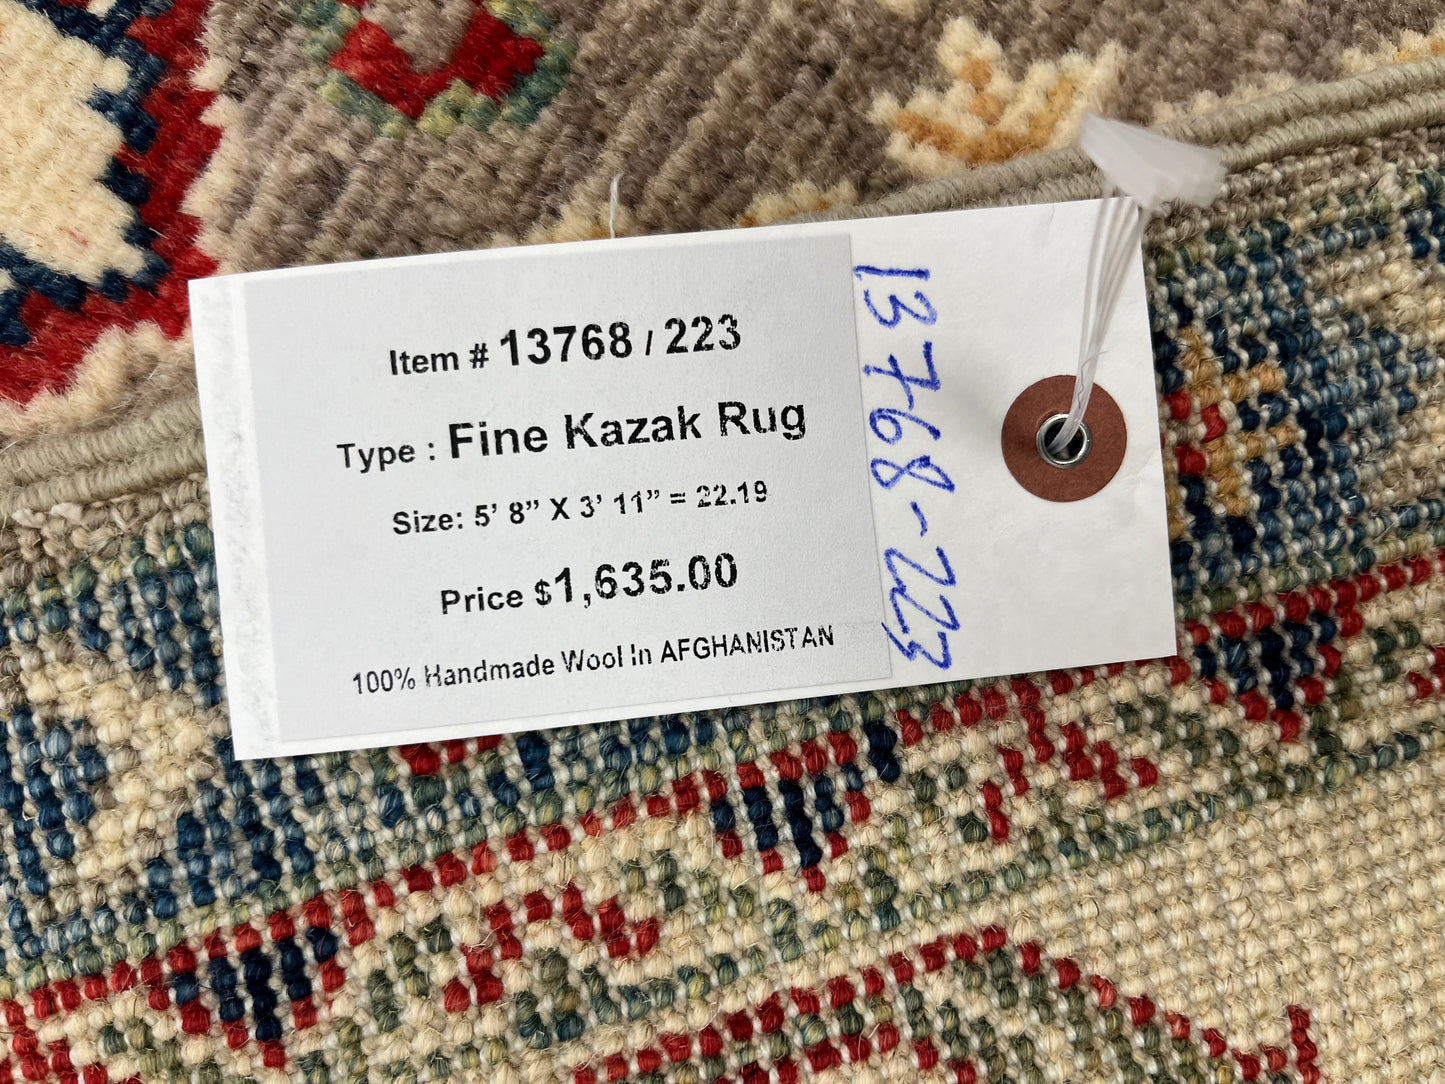 Item # 13768 / 223
Type : Fine Kazak Rug
Size: 5’ 8” X 3’ 11” = 22.19
Price $1,635.00
100% Handmade Wool In AFGHANISTAN
13768-223